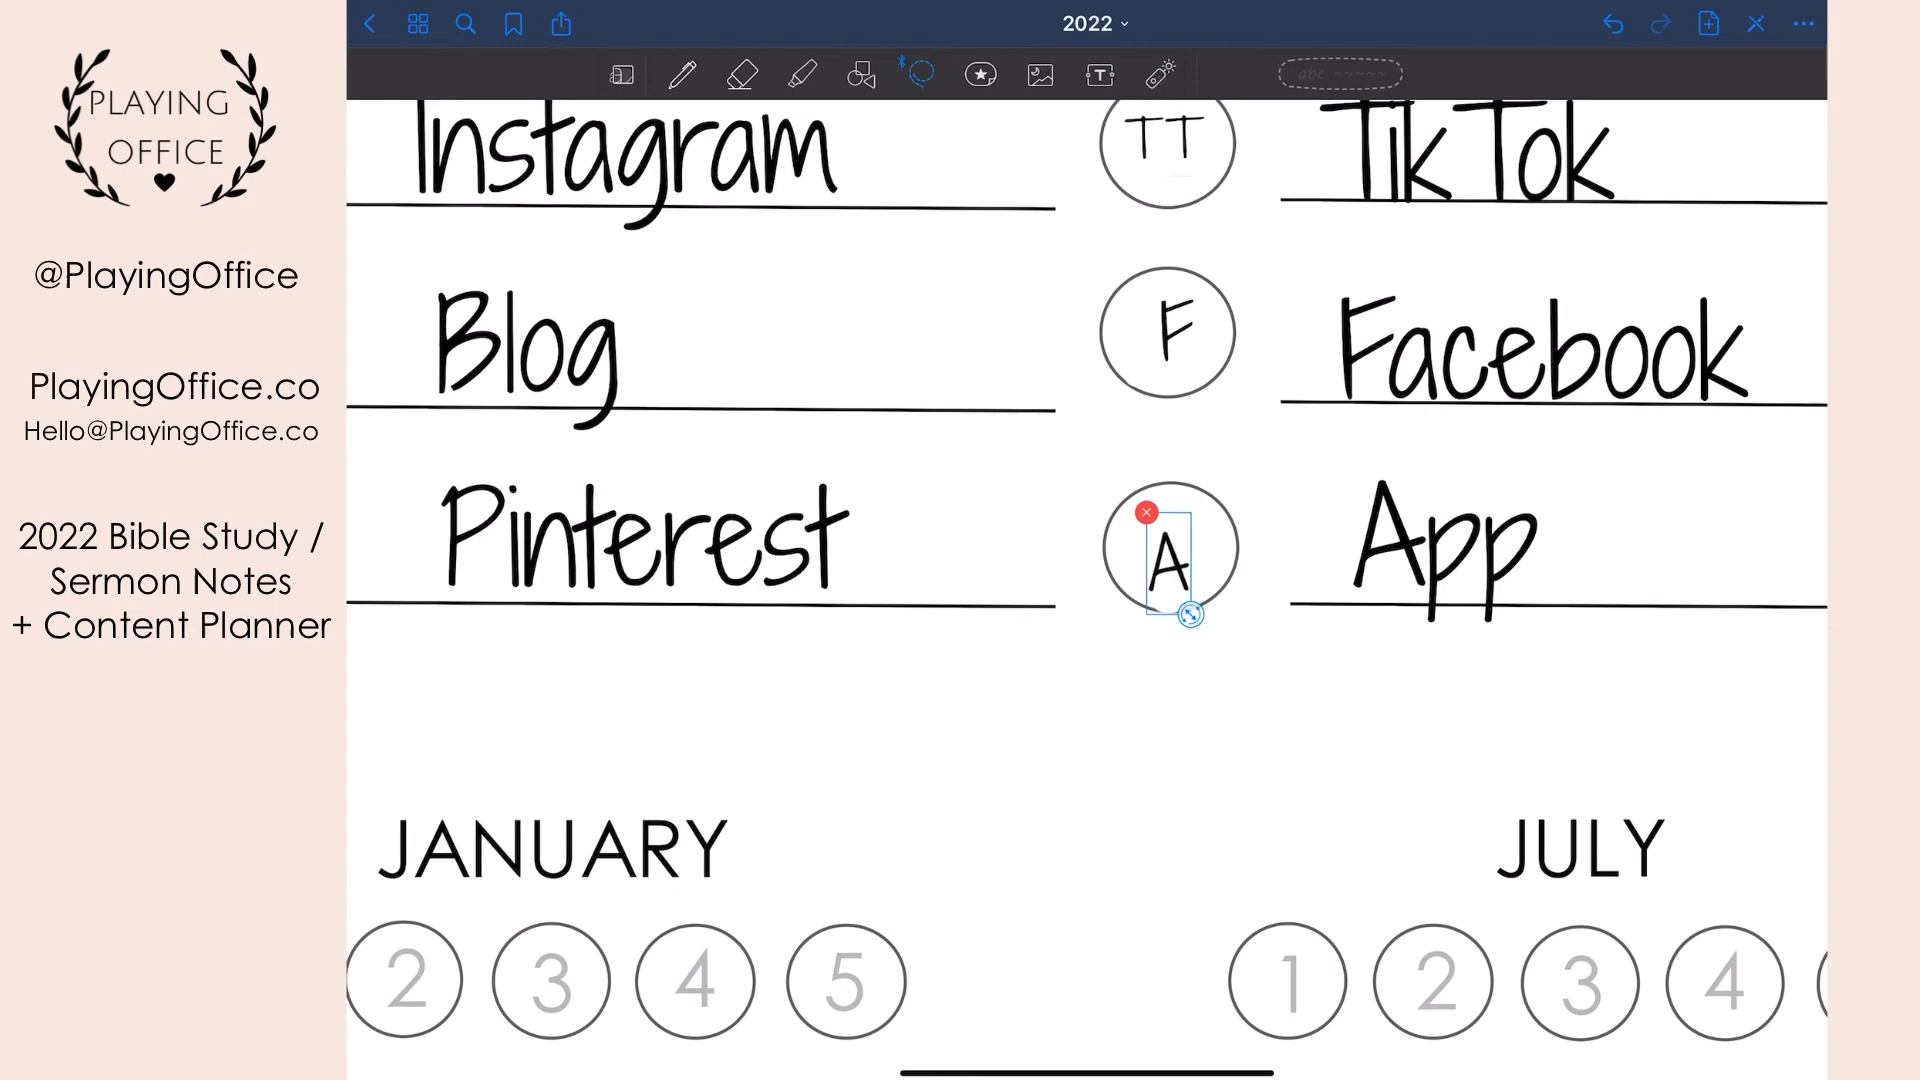 PLAYING
OFFICE
@PlayingOffice
PlayingOffice.co
Hello@PlayingOffice.co
2022 Bible Study /
Sermon Notes
+ Content Planner
2022
abc
Instagram
TT
TikTok
Blog
F
Facebook
Pinterest
A
App
JANUARY
JULY
2 3 4 5
1 2 3 4